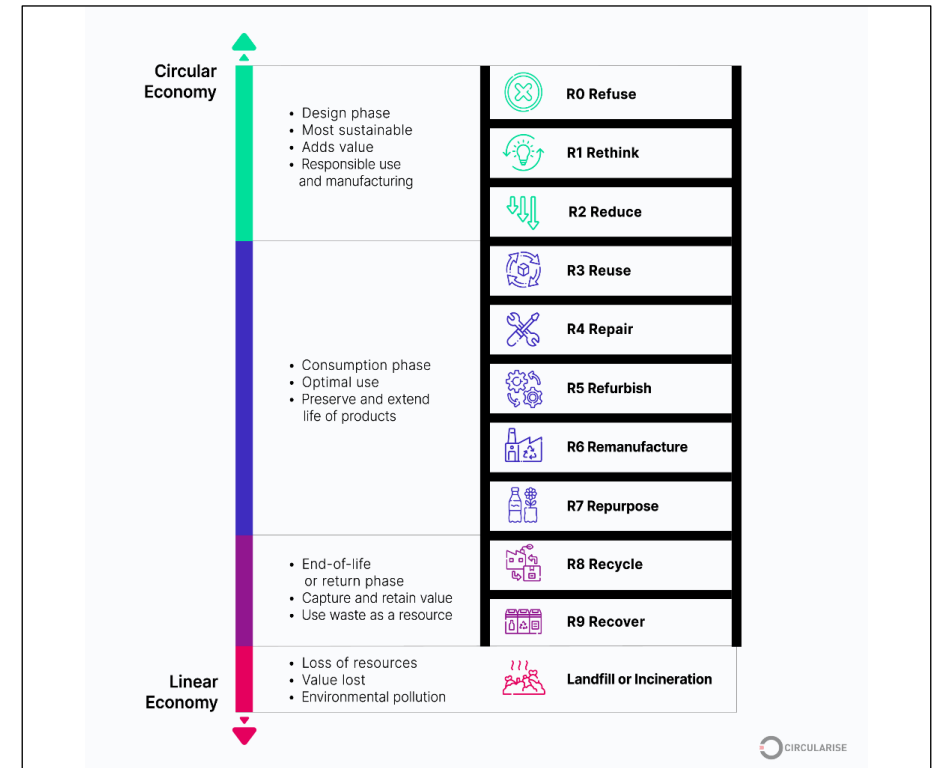 Circular
Economy
• Design phase
• Most sustainable
• Adds value
• Responsible use
and manufacturing
R0 Refuse
R1 Rethink
R2 Reduce
• Consumption phase
• Optimal use
• Preserve and extend
life of products
R3 Reuse
R4 Repair
R5 Refurbish
R6 Remanufacture
R7 Repurpose
• End-of-life
or return phase
• Capture and retain value
• Use waste as a resource
R8 Recycle
R9 Recover
Linear
Economy
• Loss of resources
• Value lost
• Environmental pollution
Landfill or Incineration
CIRCULARISE